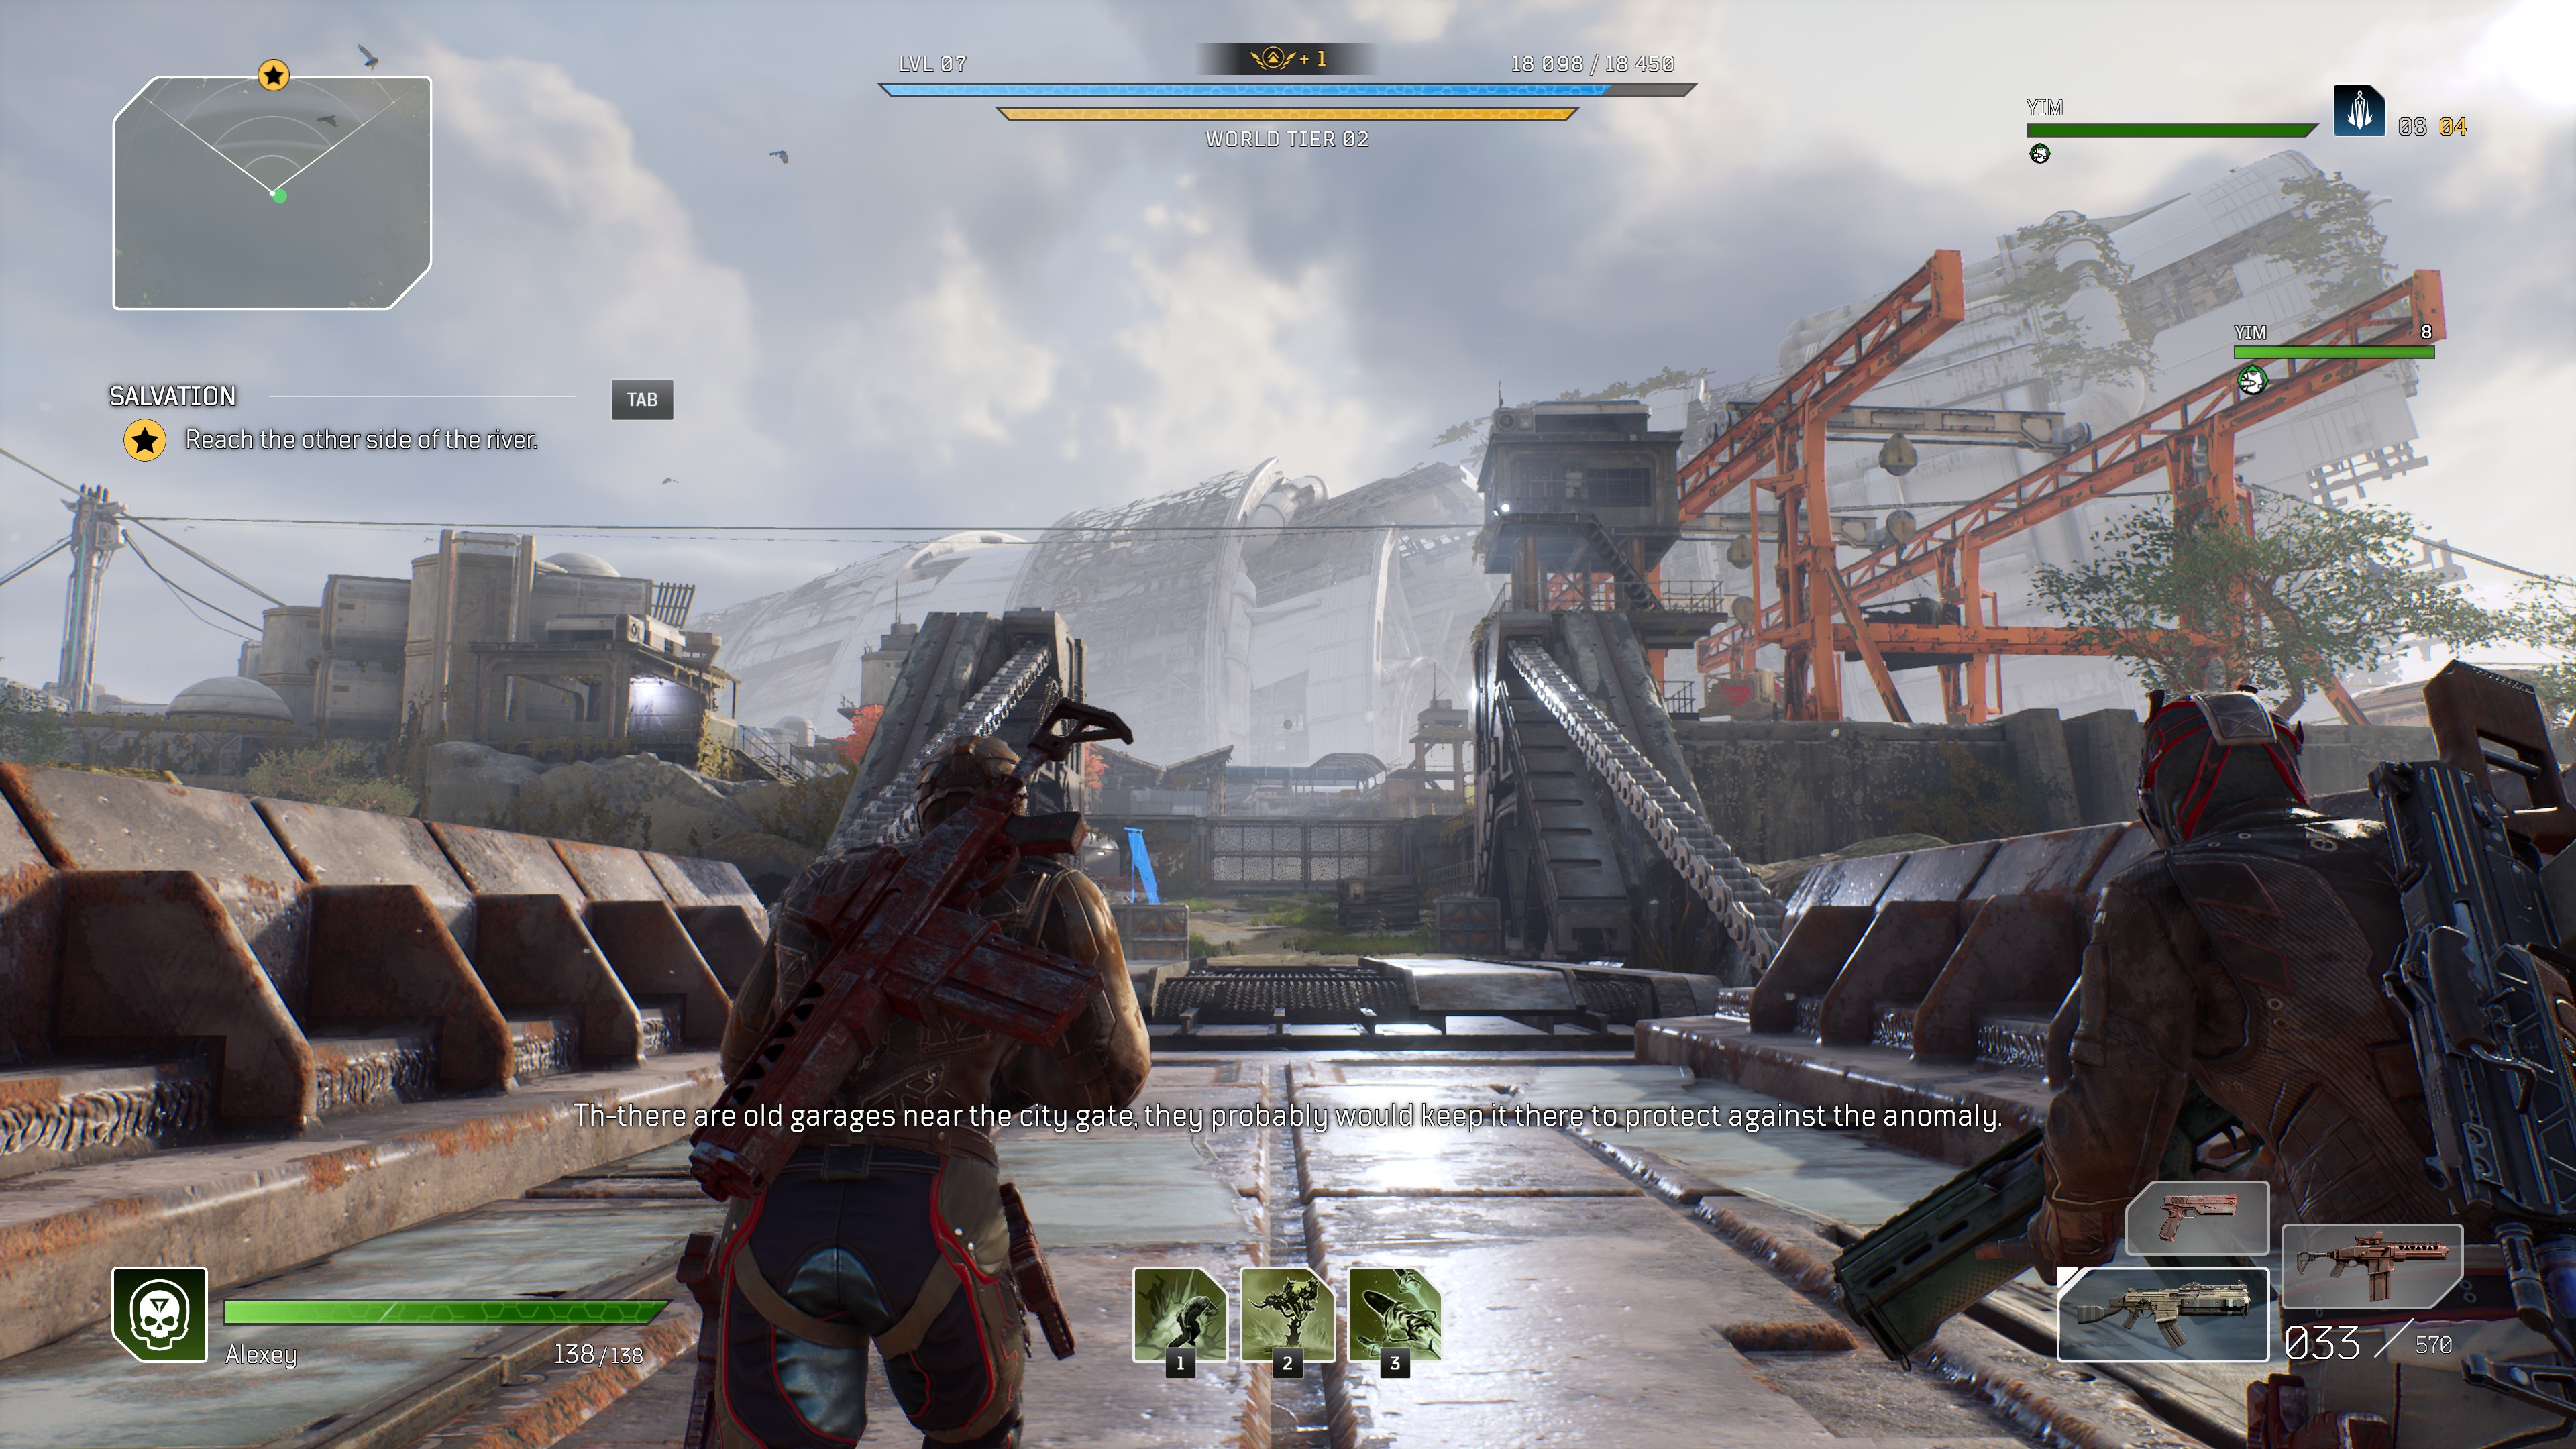 LVL 07
+ 1
18 098 / 18 450
WORLD TIER 02
YIM
08 04
YIM
8
SALVATION
TAB
Reach the other side of the river.
Th-there are old garages near the city gate, they probably would keep it there to protect against the anomaly.
Alexey
138/138
1
2
3
033 / 570